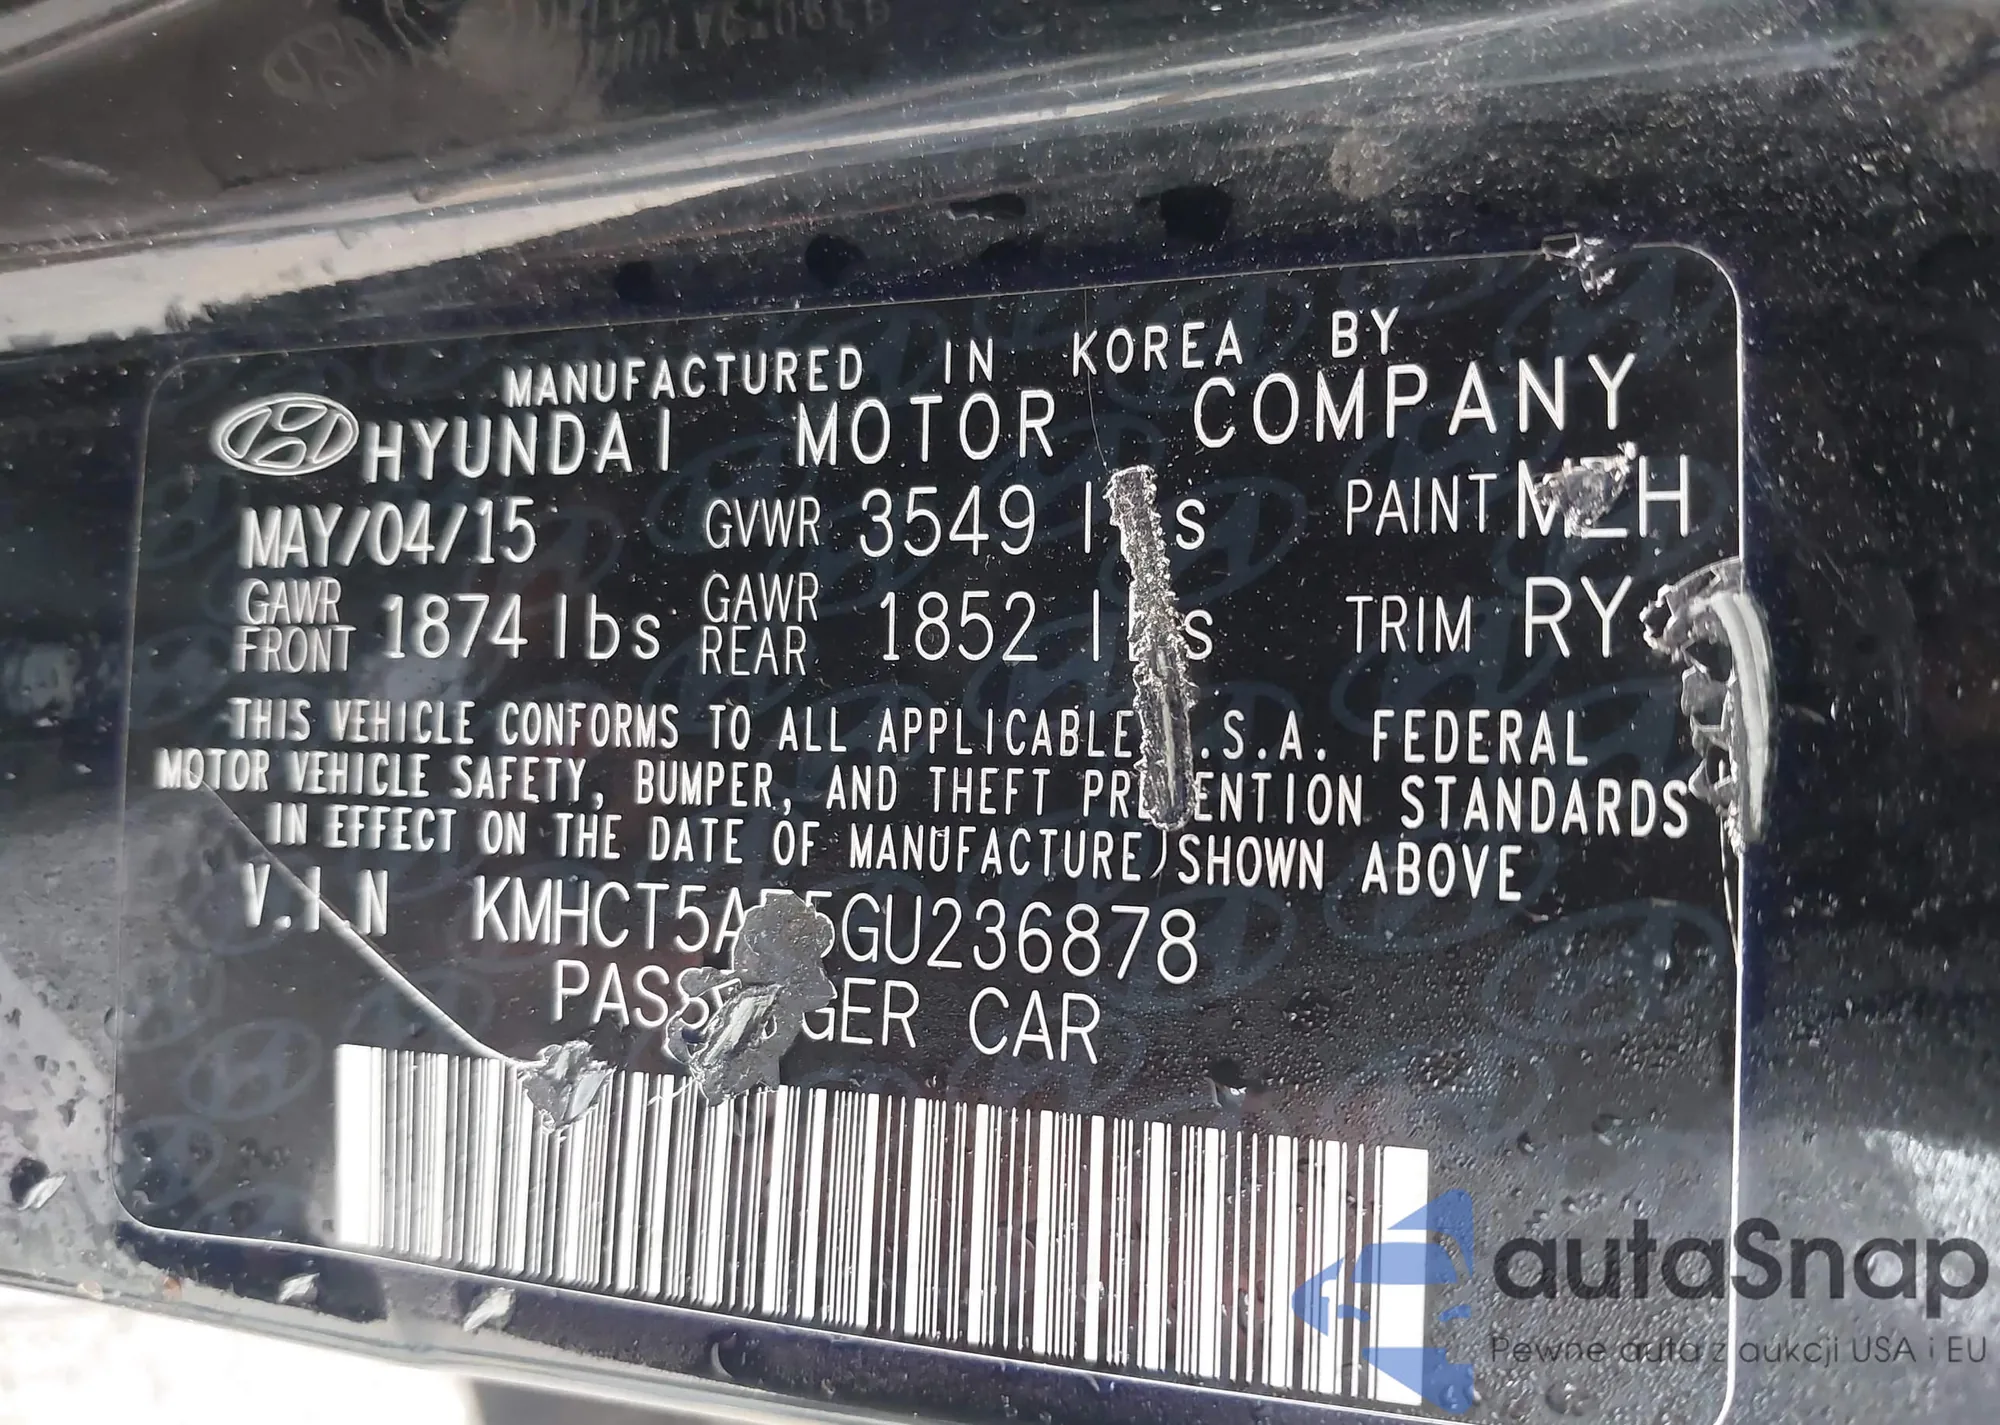 MANUFACTURED IN KOREA BY
HYUNDAI MOTOR COMPANY
MAY/04/15 GVWR 3549 PAINT
GAWR FRONT 1874 lbs GAWR REAR 1852 TRIM RY
THIS VEHICLE CONFORMS TO ALL APPLICABLE .S.A. FEDERAL
MOTOR VEHICLE SAFETY, BUMPER, AND THEFT PREVENTION STANDARDS
IN EFFECT ON THE DATE OF MANUFACTURE SHOWN ABOVE
V.I.N
PASSENGER CAR
autaSnap
Pewne auta z aukcji USA i EU